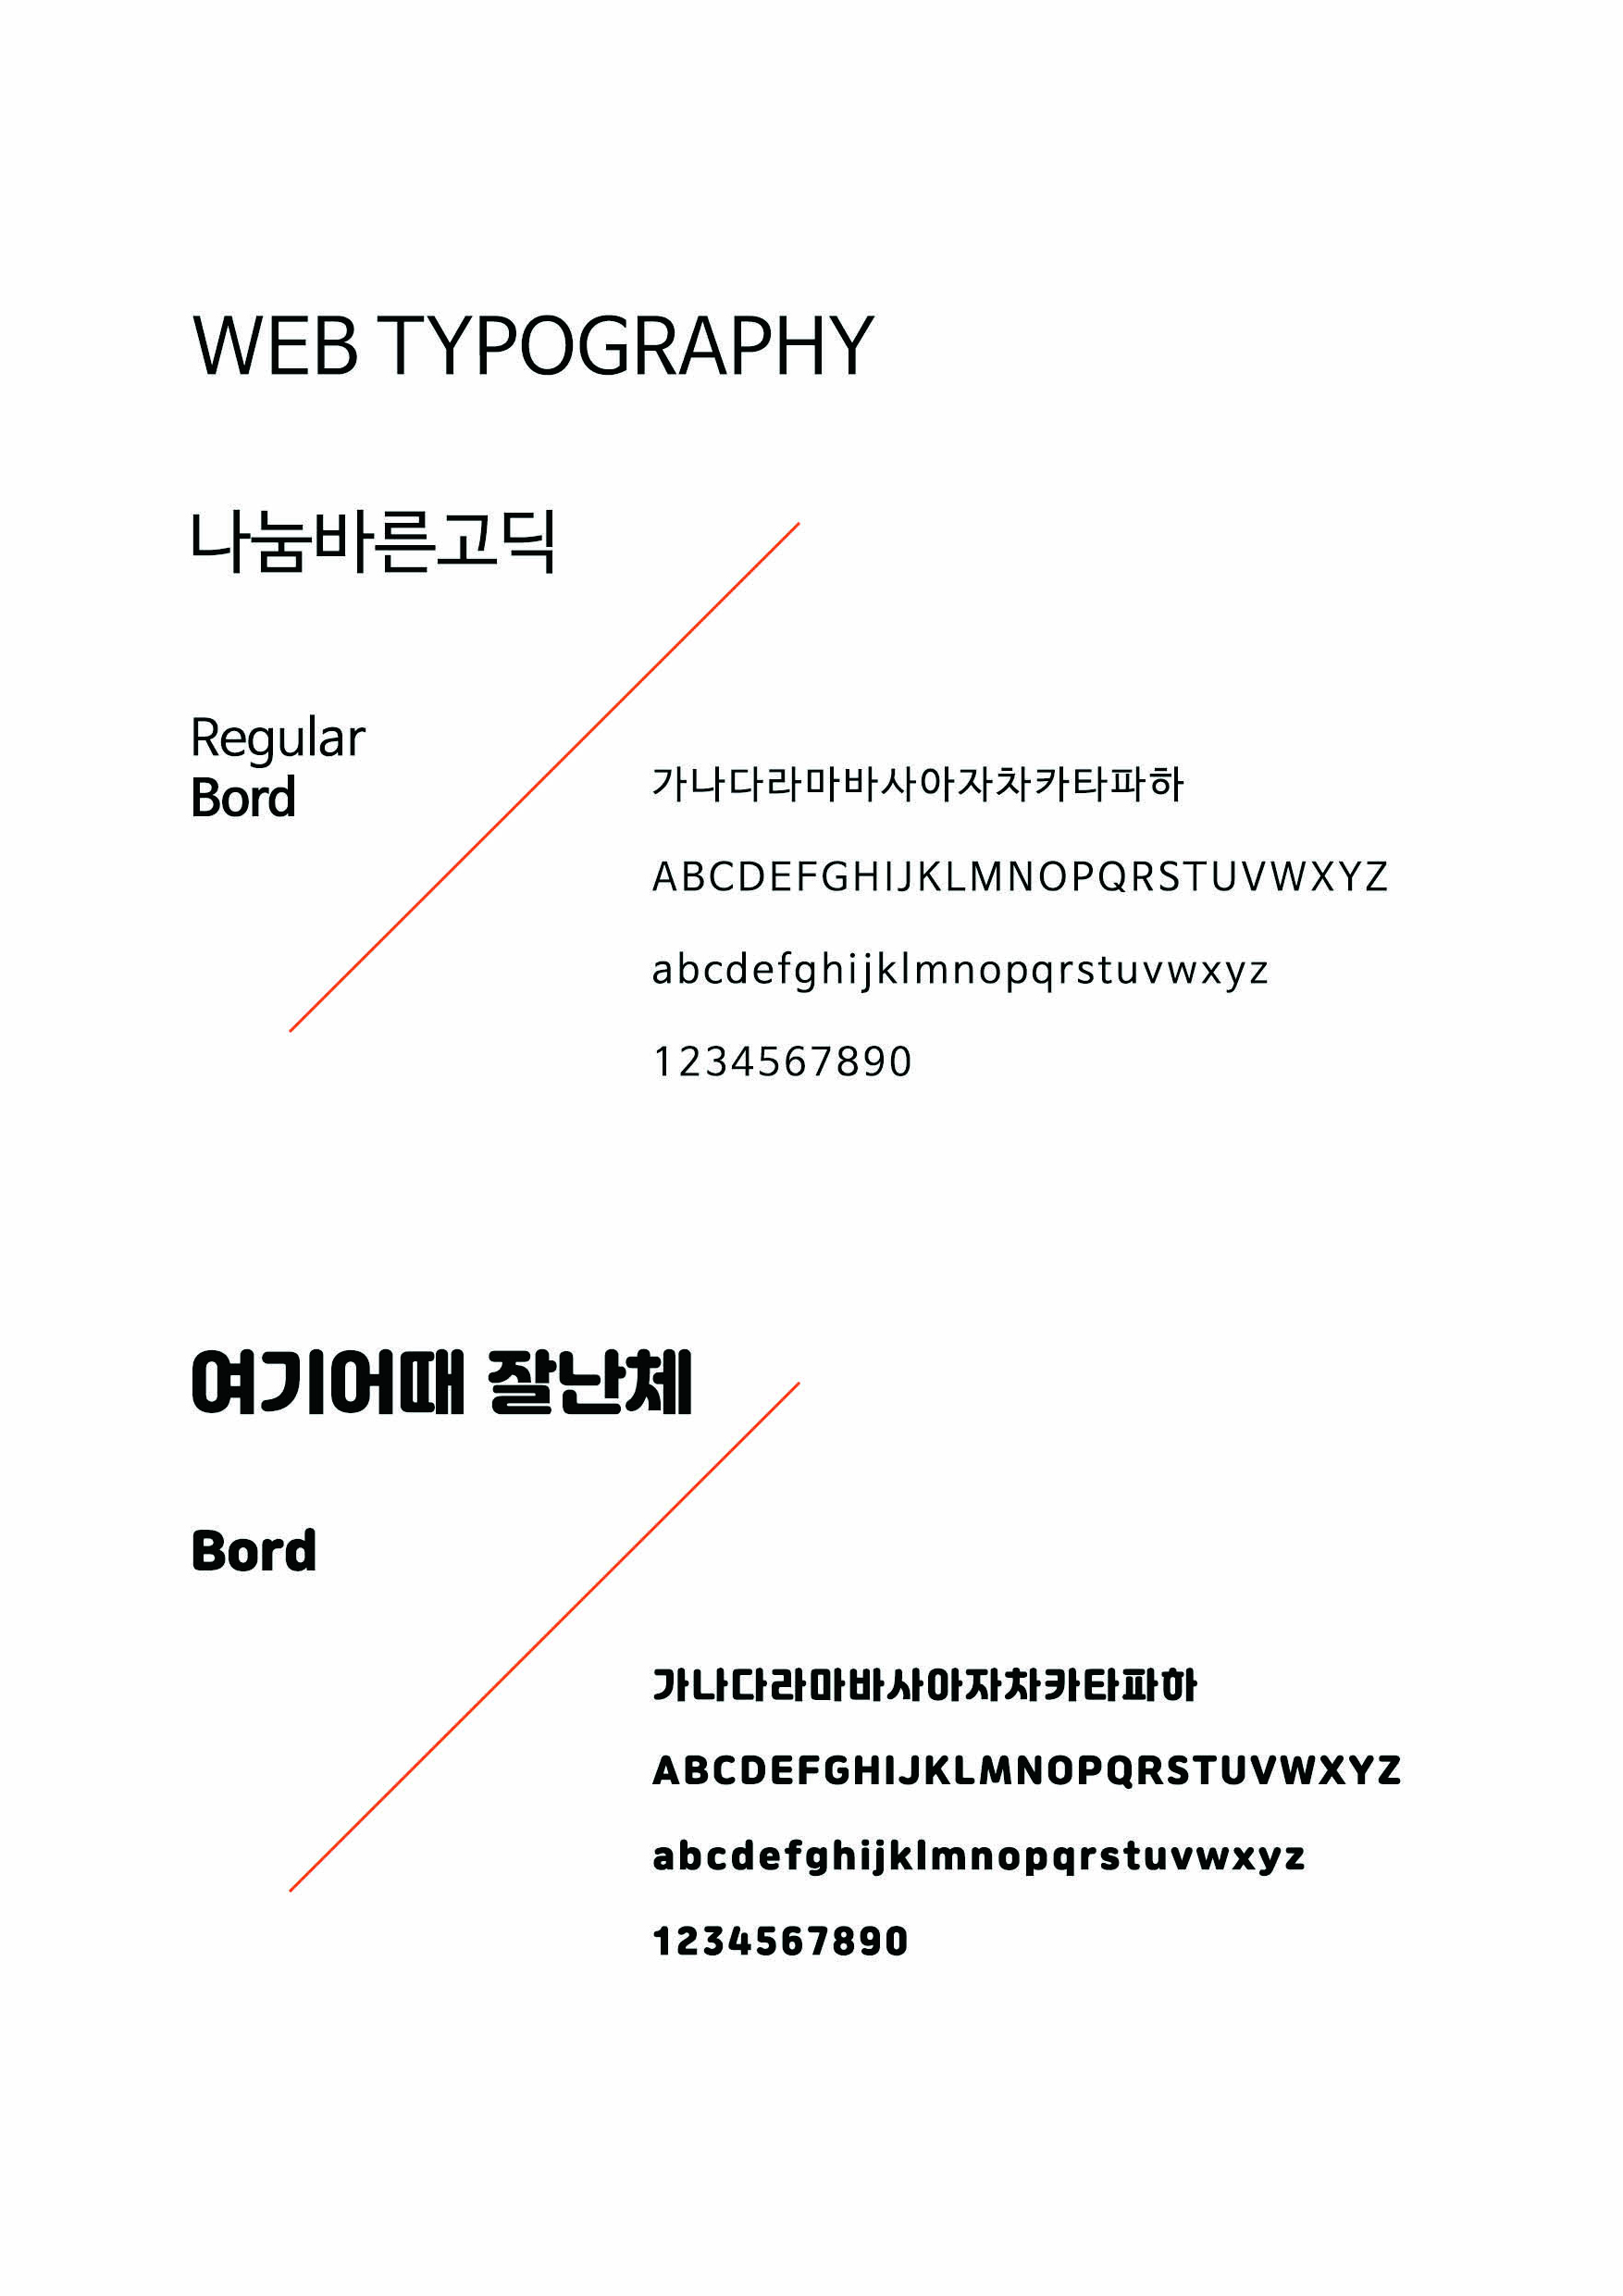 WEB TYPOGRAPHY
나눔바른고딕
Regular
Bord
가나다라마바사아자차카타파하
ABCDEFGHIJKLMNOPQRSTUVWXYZ
abcdefghijklmnopqrstuvwxyz
1234567890
여기어때 잘난체
Bord
가나다라마바사아자차카타파하
ABCDEFGHIJKLMNOPQRSTUVWXYZ
abcdefghijklmnopqrstuvwxyz
1234567890